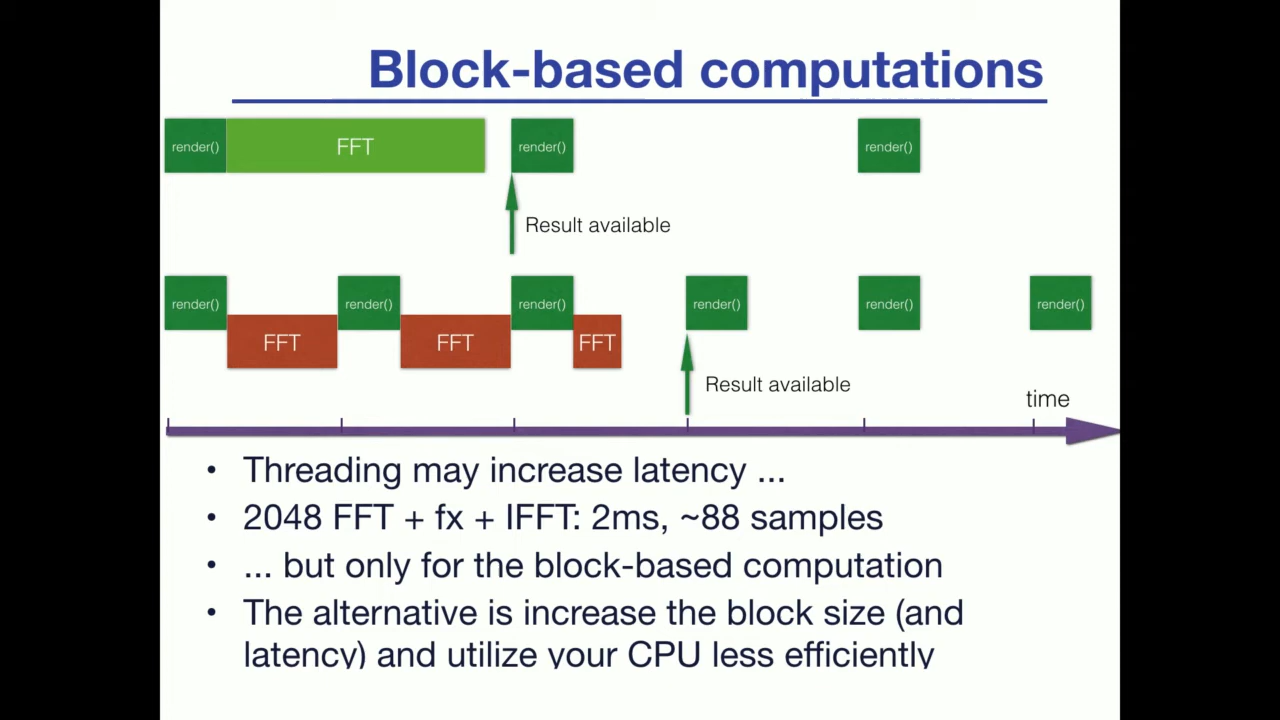 Block-based computations
render()
FFT
render()
render()
Result available
render()
render()
render()
render()
render()
render()
FFT
FFT
FFT
Result available
time
• Threading may increase latency ...
• 2048 FFT + fx + IFFT: 2ms, ~88 samples
• ... but only for the block-based computation
• The alternative is increase the block size (and
latency) and utilize your CPU less efficiently